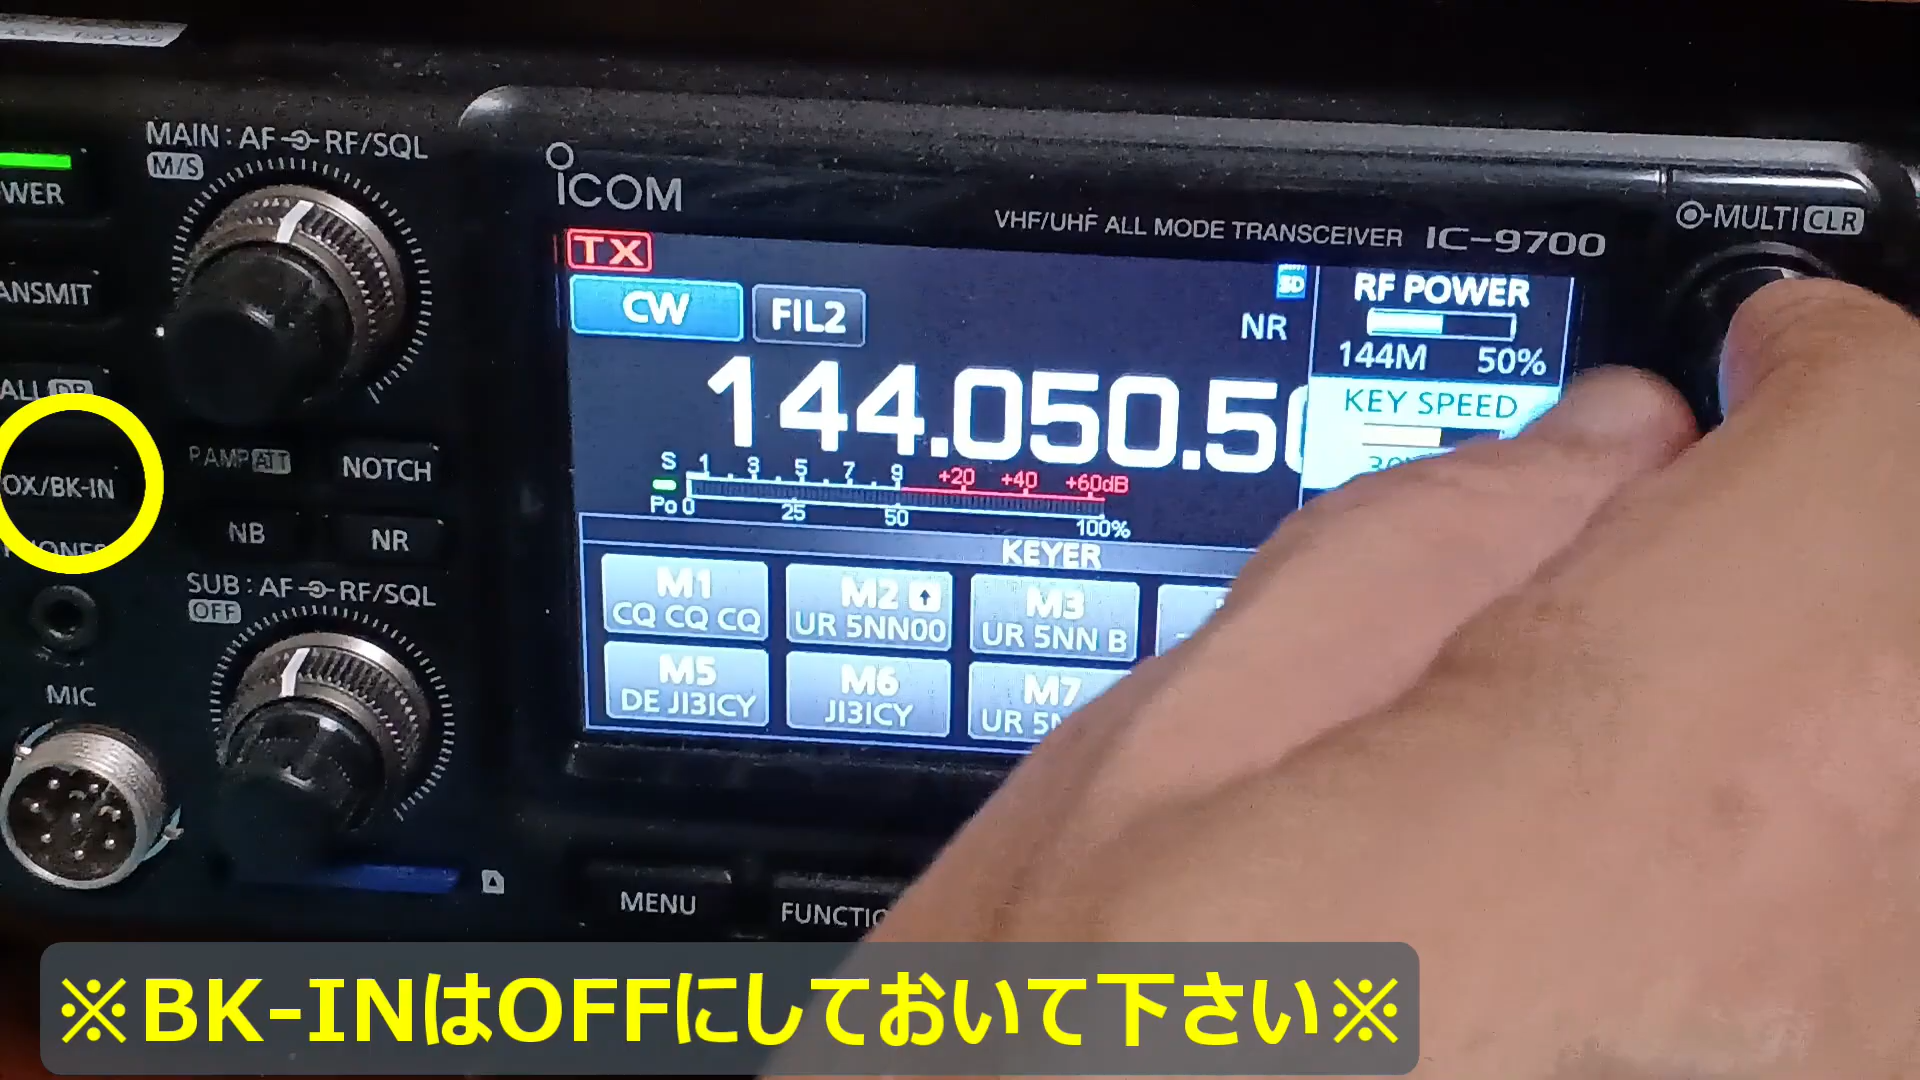 MAIN : AF RF/SQL
M/S
ICOM
VHF/UHF ALL MODE TRANSCEIVER IC-9700
MULTI CLR
TX
CW FIL2
NR
RF POWER
144M 50%
KEY SPEED
144.050.5
S 1 3 5 7 9 +20 +40 +60dB
Po 0 25 50 100%
P.AMP ATT NOTCH
NB NR
OX/BK-IN
WER
ANSMIT
ALL DR
SUB : AF RF/SQL
OFF
MIC
KEYER
M1
CQ CQ CQ
M2
UR 5NN00
M3
UR 5NN B
M5
DE JI3ICY
M6
JI3ICY
M7
UR 5
MENU FUNCTIO
※BK-INはOFFにしておいて下さい※